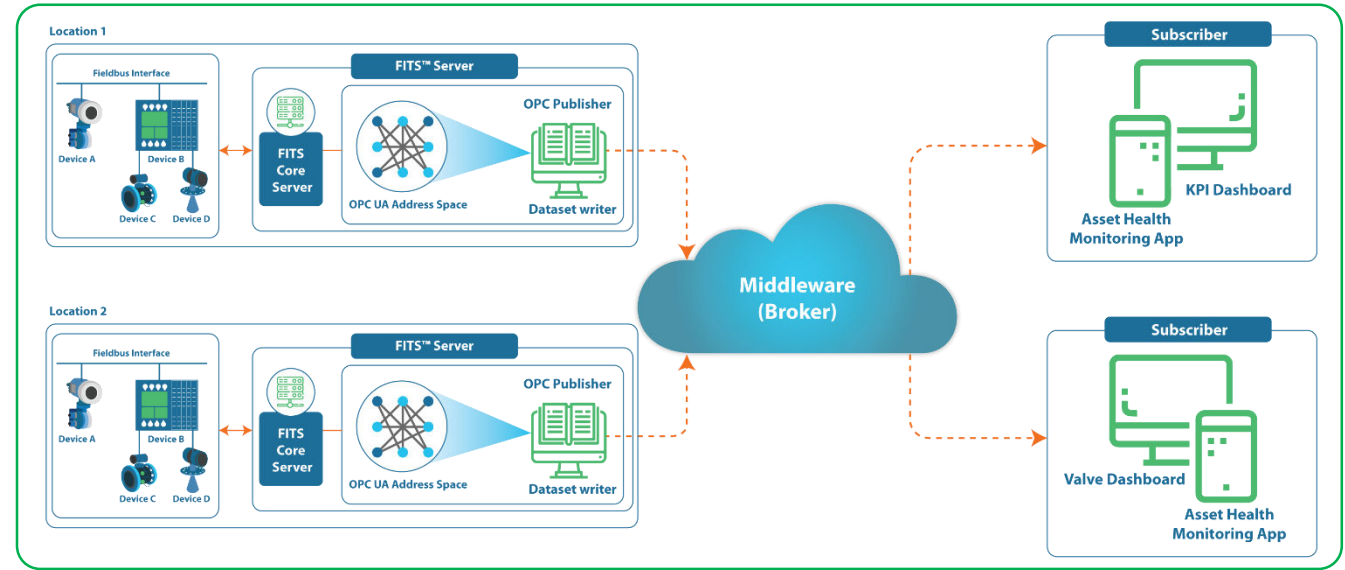 Location 1
Fieldbus Interface
Device A
Device B
Device C
Device D
FITS™ Server
FITS
Core
Server
OPC UA Address Space
OPC Publisher
Dataset writer
Location 2
Fieldbus Interface
Device A
Device B
Device C
Device D
FITS™ Server
FITS
Core
Server
OPC UA Address Space
OPC Publisher
Dataset writer
Middleware
(Broker)
Subscriber
KPI Dashboard
Asset Health
Monitoring App
Subscriber
Valve Dashboard
Asset Health
Monitoring App